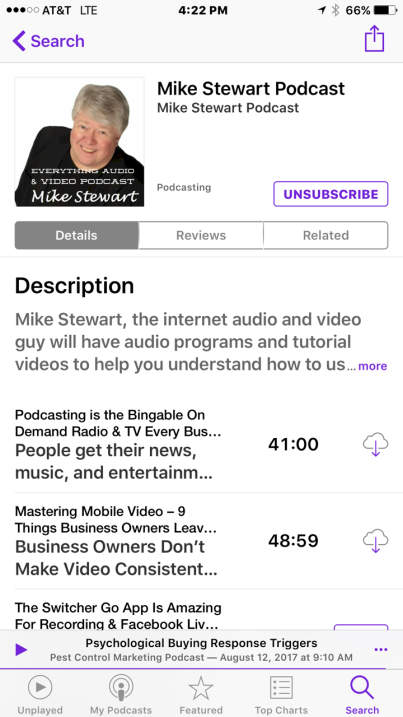 AT&T LTE 4:22 PM 66%
Search
Mike Stewart Podcast
Mike Stewart Podcast
EVERYTHING AUDIO
& VIDEO PODCAST
Mike Stewart
Podcasting
UNSUBSCRIBE
Details Reviews Related
Description
Mike Stewart, the internet audio and video
guy will have audio programs and tutorial
videos to help you understand how to us... more
Podcasting is the Bingable On
Demand Radio & TV Every Bus...
People get their news,
music, and entertainm...
41:00
Mastering Mobile Video – 9
Things Business Owners Leav...
Business Owners Don't
Make Video Consistent...
48:59
The Switcher Go App Is Amazing
For Recording & Facebook Liv...
Psychological Buying Response Triggers
Pest Control Marketing Podcast — August 12, 2017 at 9:10 AM
Unplayed My Podcasts Featured Top Charts Search